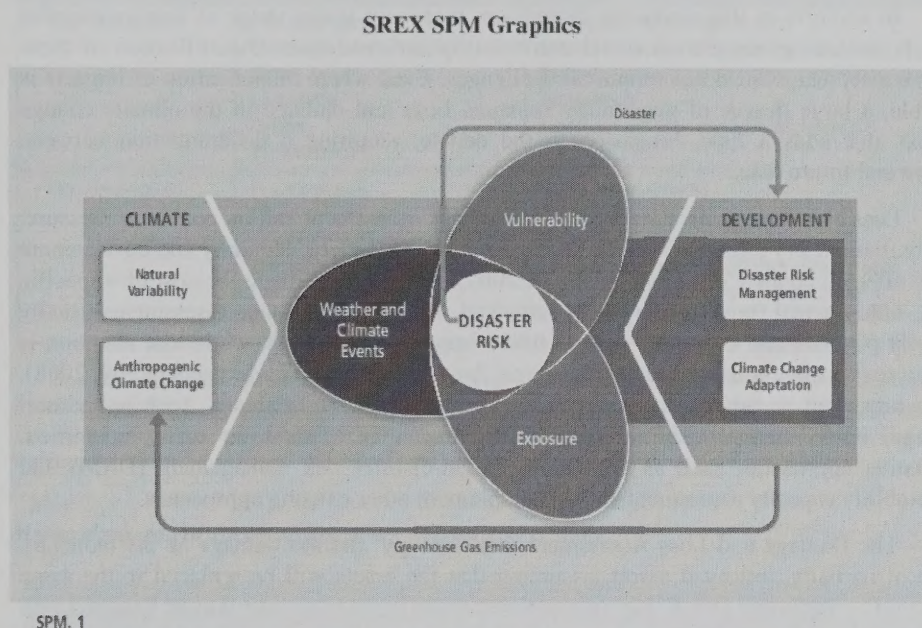 SREX SPM Graphics
Disaster
CLIMATE
Natural
Variability
Anthropogenic
Climate Change
Vulnerability
Weather and
Climate
Events
DISASTER
RISK
Exposure
DEVELOPMENT
Disaster Risk
Management
Climate Change
Adaptation
Greenhouse Gas Emissions
SPM. 1